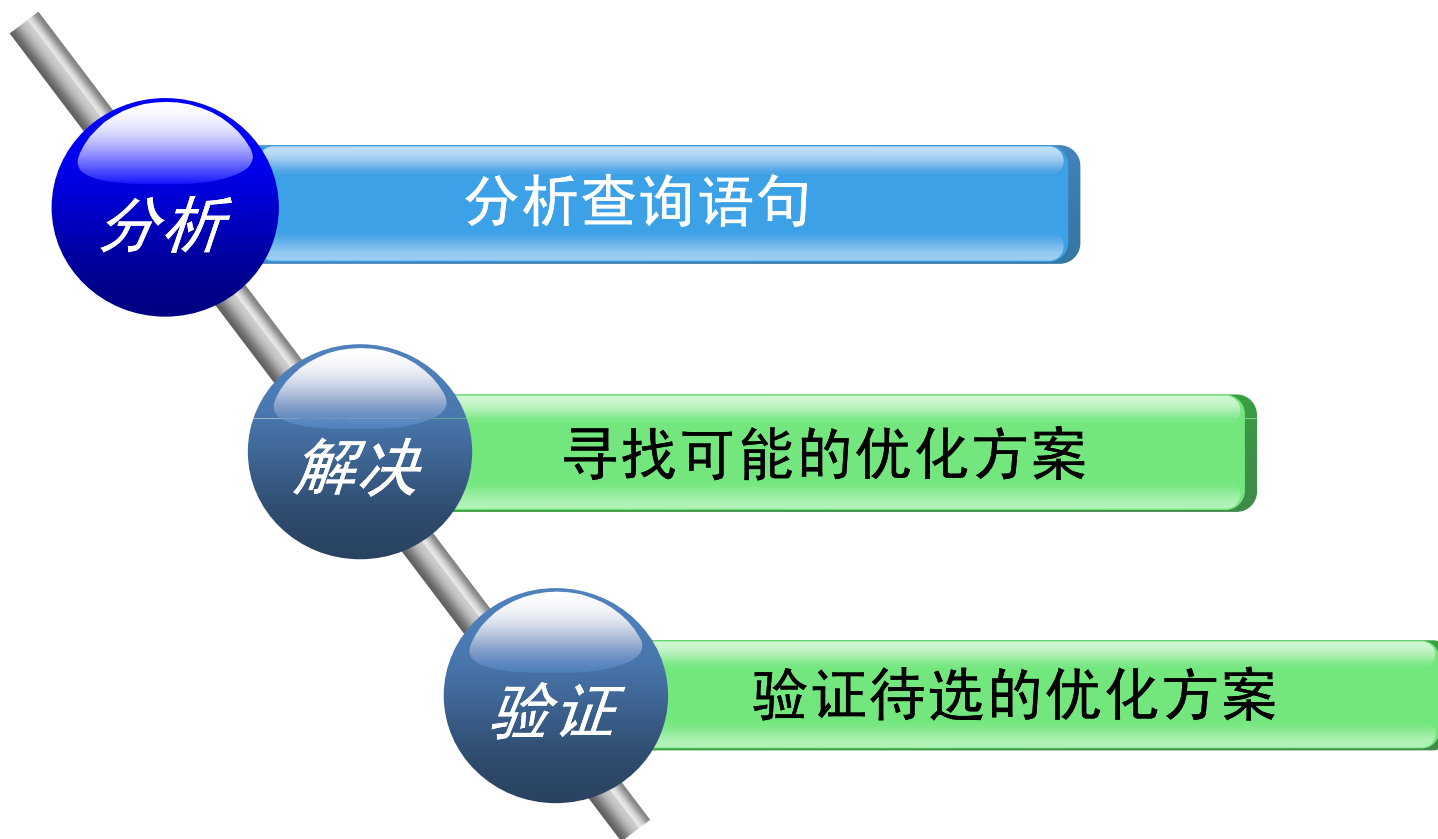 分析
分析查询语句
解决
寻找可能的优化方案
验证
验证待选的优化方案